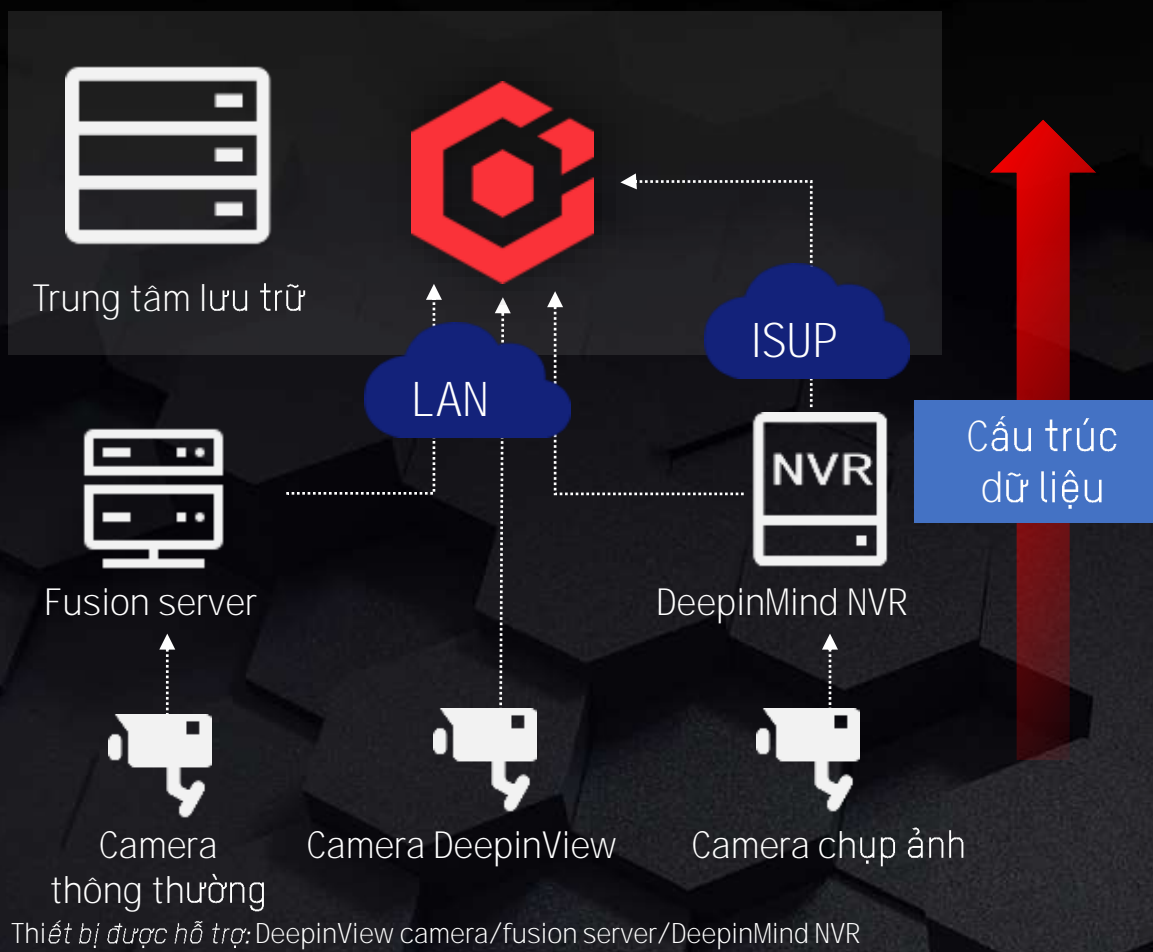 Trung tâm lưu trữ
ISUP
LAN
NVR
Cấu trúc
dữ liệu
Fusion server
DeepinMind NVR
Camera
thông thường
Camera DeepinView
Camera chụp ảnh
Thiết bị được hỗ trợ: DeepinView camera/fusion server/DeepinMind NVR